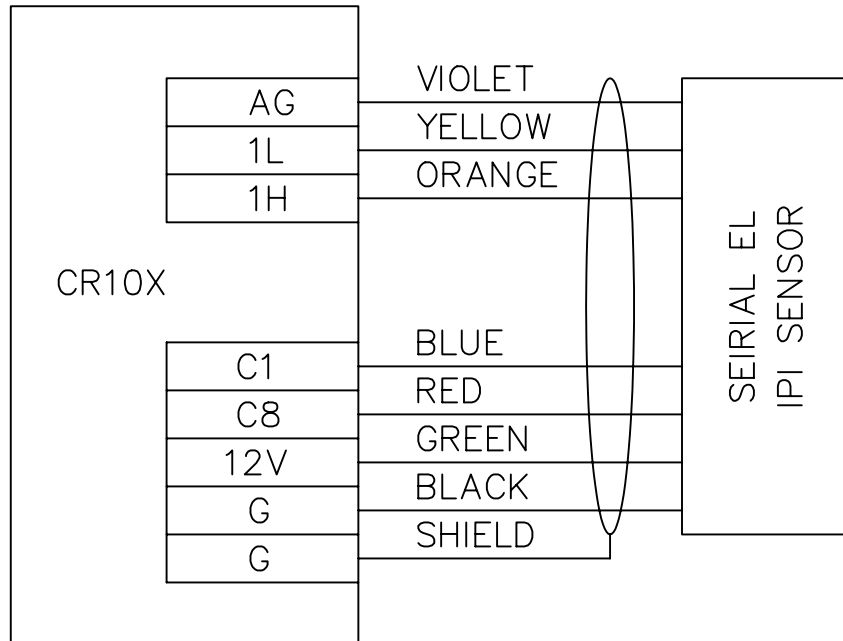 VIOLET
AG
YELLOW
1L
ORANGE
1H
CR10X
BLUE
C1
RED
C8
GREEN
12V
BLACK
G
SHIELD
G
SEIRIAL EL
IPI SENSOR